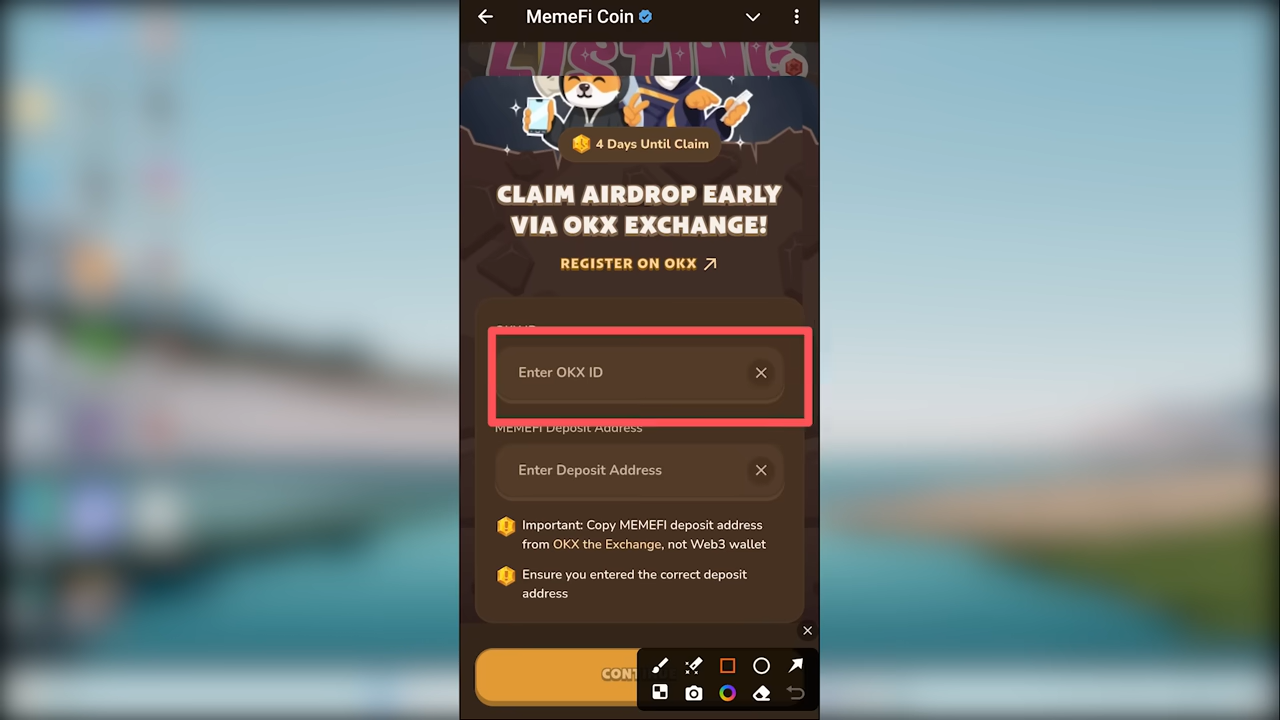 MemeFi Coin
LISTING
4 Days Until Claim
CLAIM AIRDROP EARLY
VIA OKX EXCHANGE!
REGISTER ON OKX
Enter OKX ID
MEMEFI Deposit Address
Enter Deposit Address
Important: Copy MEMEFI deposit address
from OKX the Exchange, not Web3 wallet
Ensure you entered the correct deposit
address